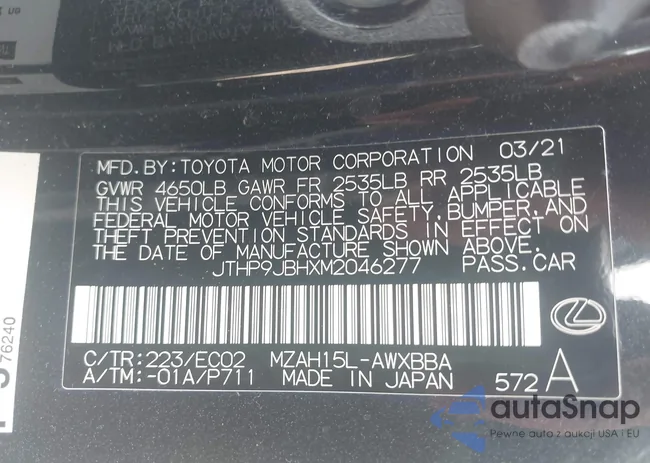 MFD.BY:TOYOTA MOTOR CORPORATION 03/21
GVWR 4650LB GAWR FR 2535LB RR 2535LB
THIS VEHICLE CONFORMS TO ALL APPLICABLE
FEDERAL MOTOR VEHICLE SAFETY,BUMPER,AND
THEFT PREVENTION STANDARDS IN EFFECT ON
THE DATE OF MANUFACTURE SHOWN ABOVE.
JTHP9JBHXM2046277 PASS.CAR
C/TR:223/EC02 MZAH15L-AWXBBA
A/TM:-01A/P711 MADE IN JAPAN 572 A
76240
autoSnap
Pewne auto z aukcji USA i EU